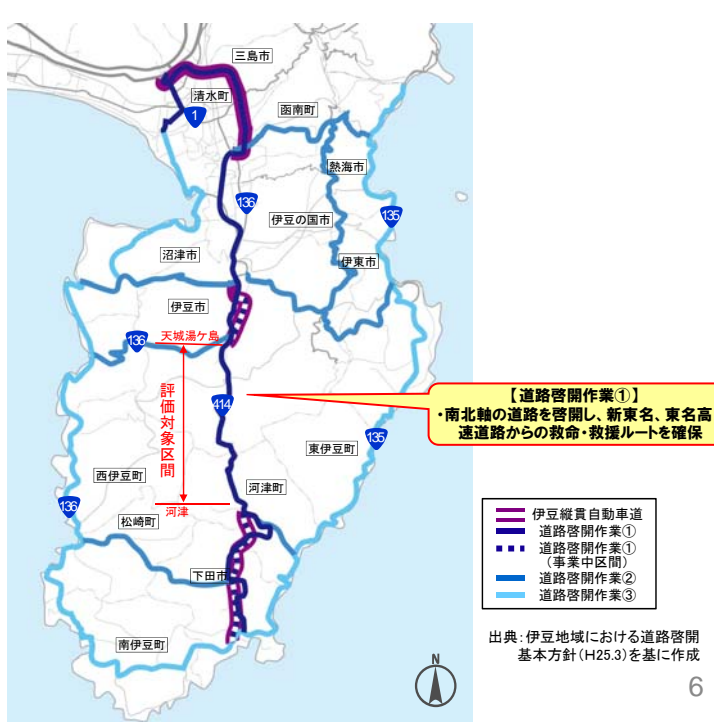 三島市
清水町
函南町
1
熱海市
136
135
伊豆の国市
沼津市
伊東市
伊豆市
天城湯ケ島
136
414
評価対象区間
【道路啓開作業①】
・南北軸の道路を啓開し、新東名、東名高
速道路からの救命・救援ルートを確保
135
東伊豆町
西伊豆町
河津町
136
河津
松崎町
下田市
南伊豆町
伊豆縦貫自動車道
道路啓開作業①
道路啓開作業①
(事業中区間)
道路啓開作業②
道路啓開作業③
出典：伊豆地域における道路啓開
基本方針(H25.3)を基に作成
N
6